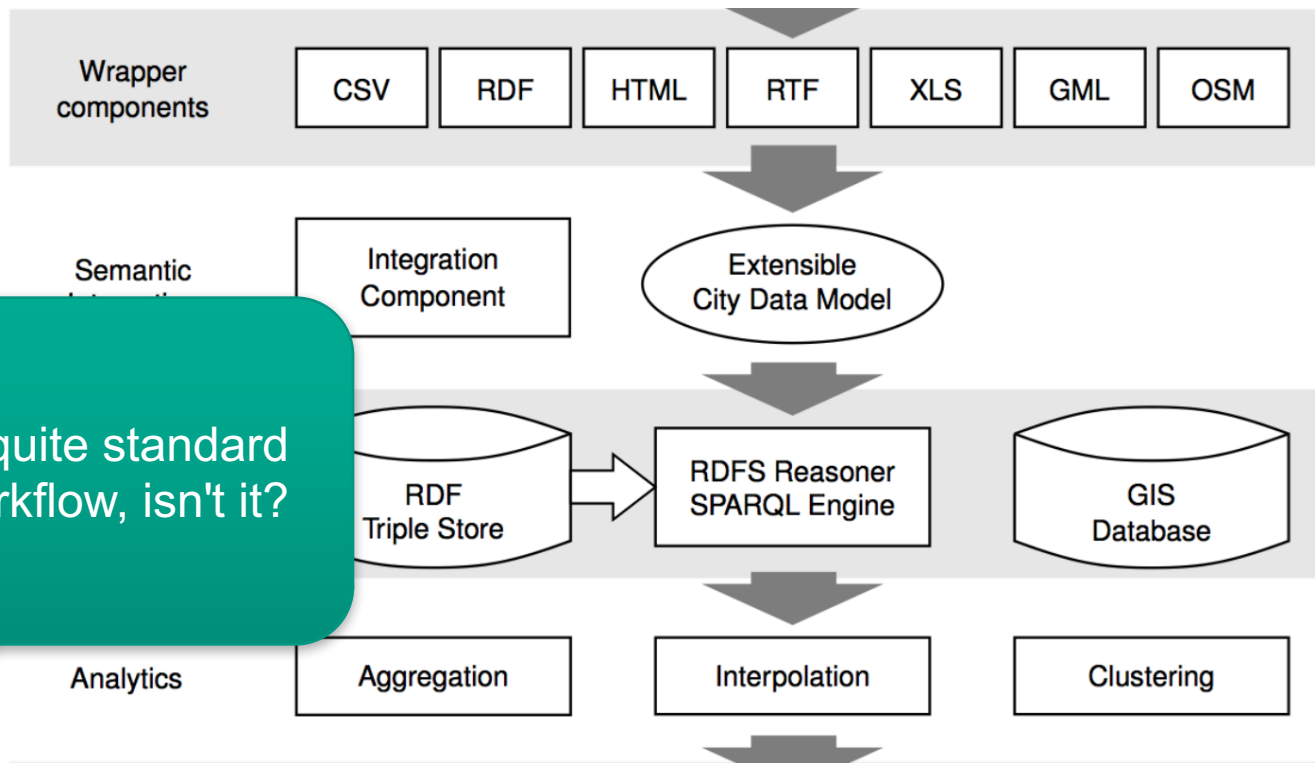 Wrapper
components
CSV
RDF
HTML
RTF
XLS
GML
OSM
Semantic
Integration
Component
Extensible
City Data Model
quite standard
isn't it?
RDF
Triple Store
RDFS Reasoner
SPARQL Engine
GIS
Database
Analytics
Aggregation
Interpolation
Clustering